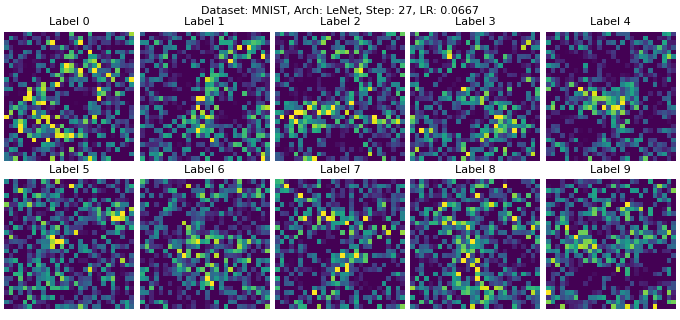 Dataset: MNIST, Arch: LeNet, Step: 27, LR: 0.0667
Label 0
Label 1
Label 2
Label 3
Label 4
Label 5
Label 6
Label 7
Label 8
Label 9